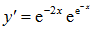 y′ = e^{−2x} e^{e^{−x}}